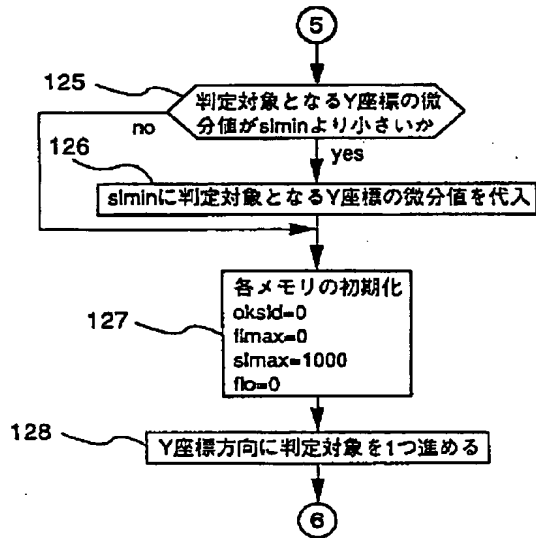 5
125
判定対象となるY座標の微
分値がslminより小さいか
no
yes
126
slminに判定対象となるY座標の微分値を代入
各メモリの初期化
oksid=0
flmax=0
slmax=1000
flo=0
127
128
Y座標方向に判定対象を1つ進める
6